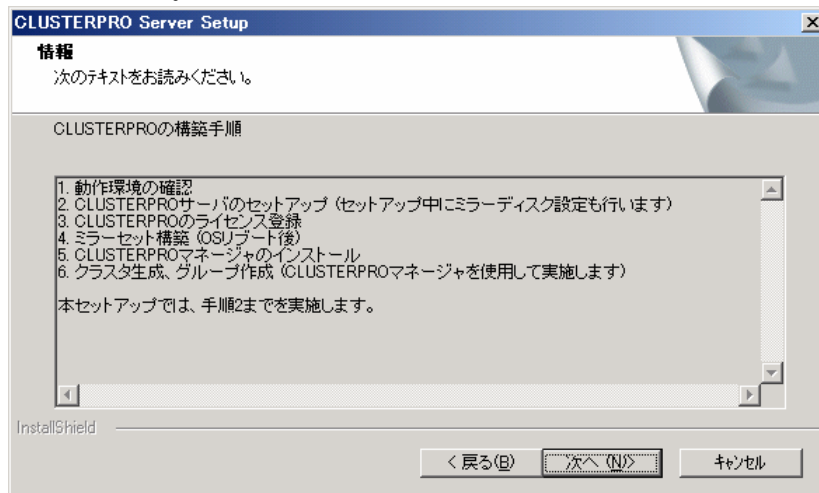 CLUSTERPRO Server Setup
情報
次のテキストをお読みください。
CLUSTERPROの構築手順
1. 動作環境の確認
2. CLUSTERPROサーバのセットアップ (セットアップ中にミラーディスク設定も行います)
3. CLUSTERPROのライセンス登録
4. ミラーセット構築 (OSリブート後)
5. CLUSTERPROマネージャのインストール
6. クラスタ生成、グループ作成 (CLUSTERPROマネージャを使用して実施します)
本セットアップでは、手順2までを実施します。
InstallShield
< 戻る(B)
次へ (N)>
キャンセル